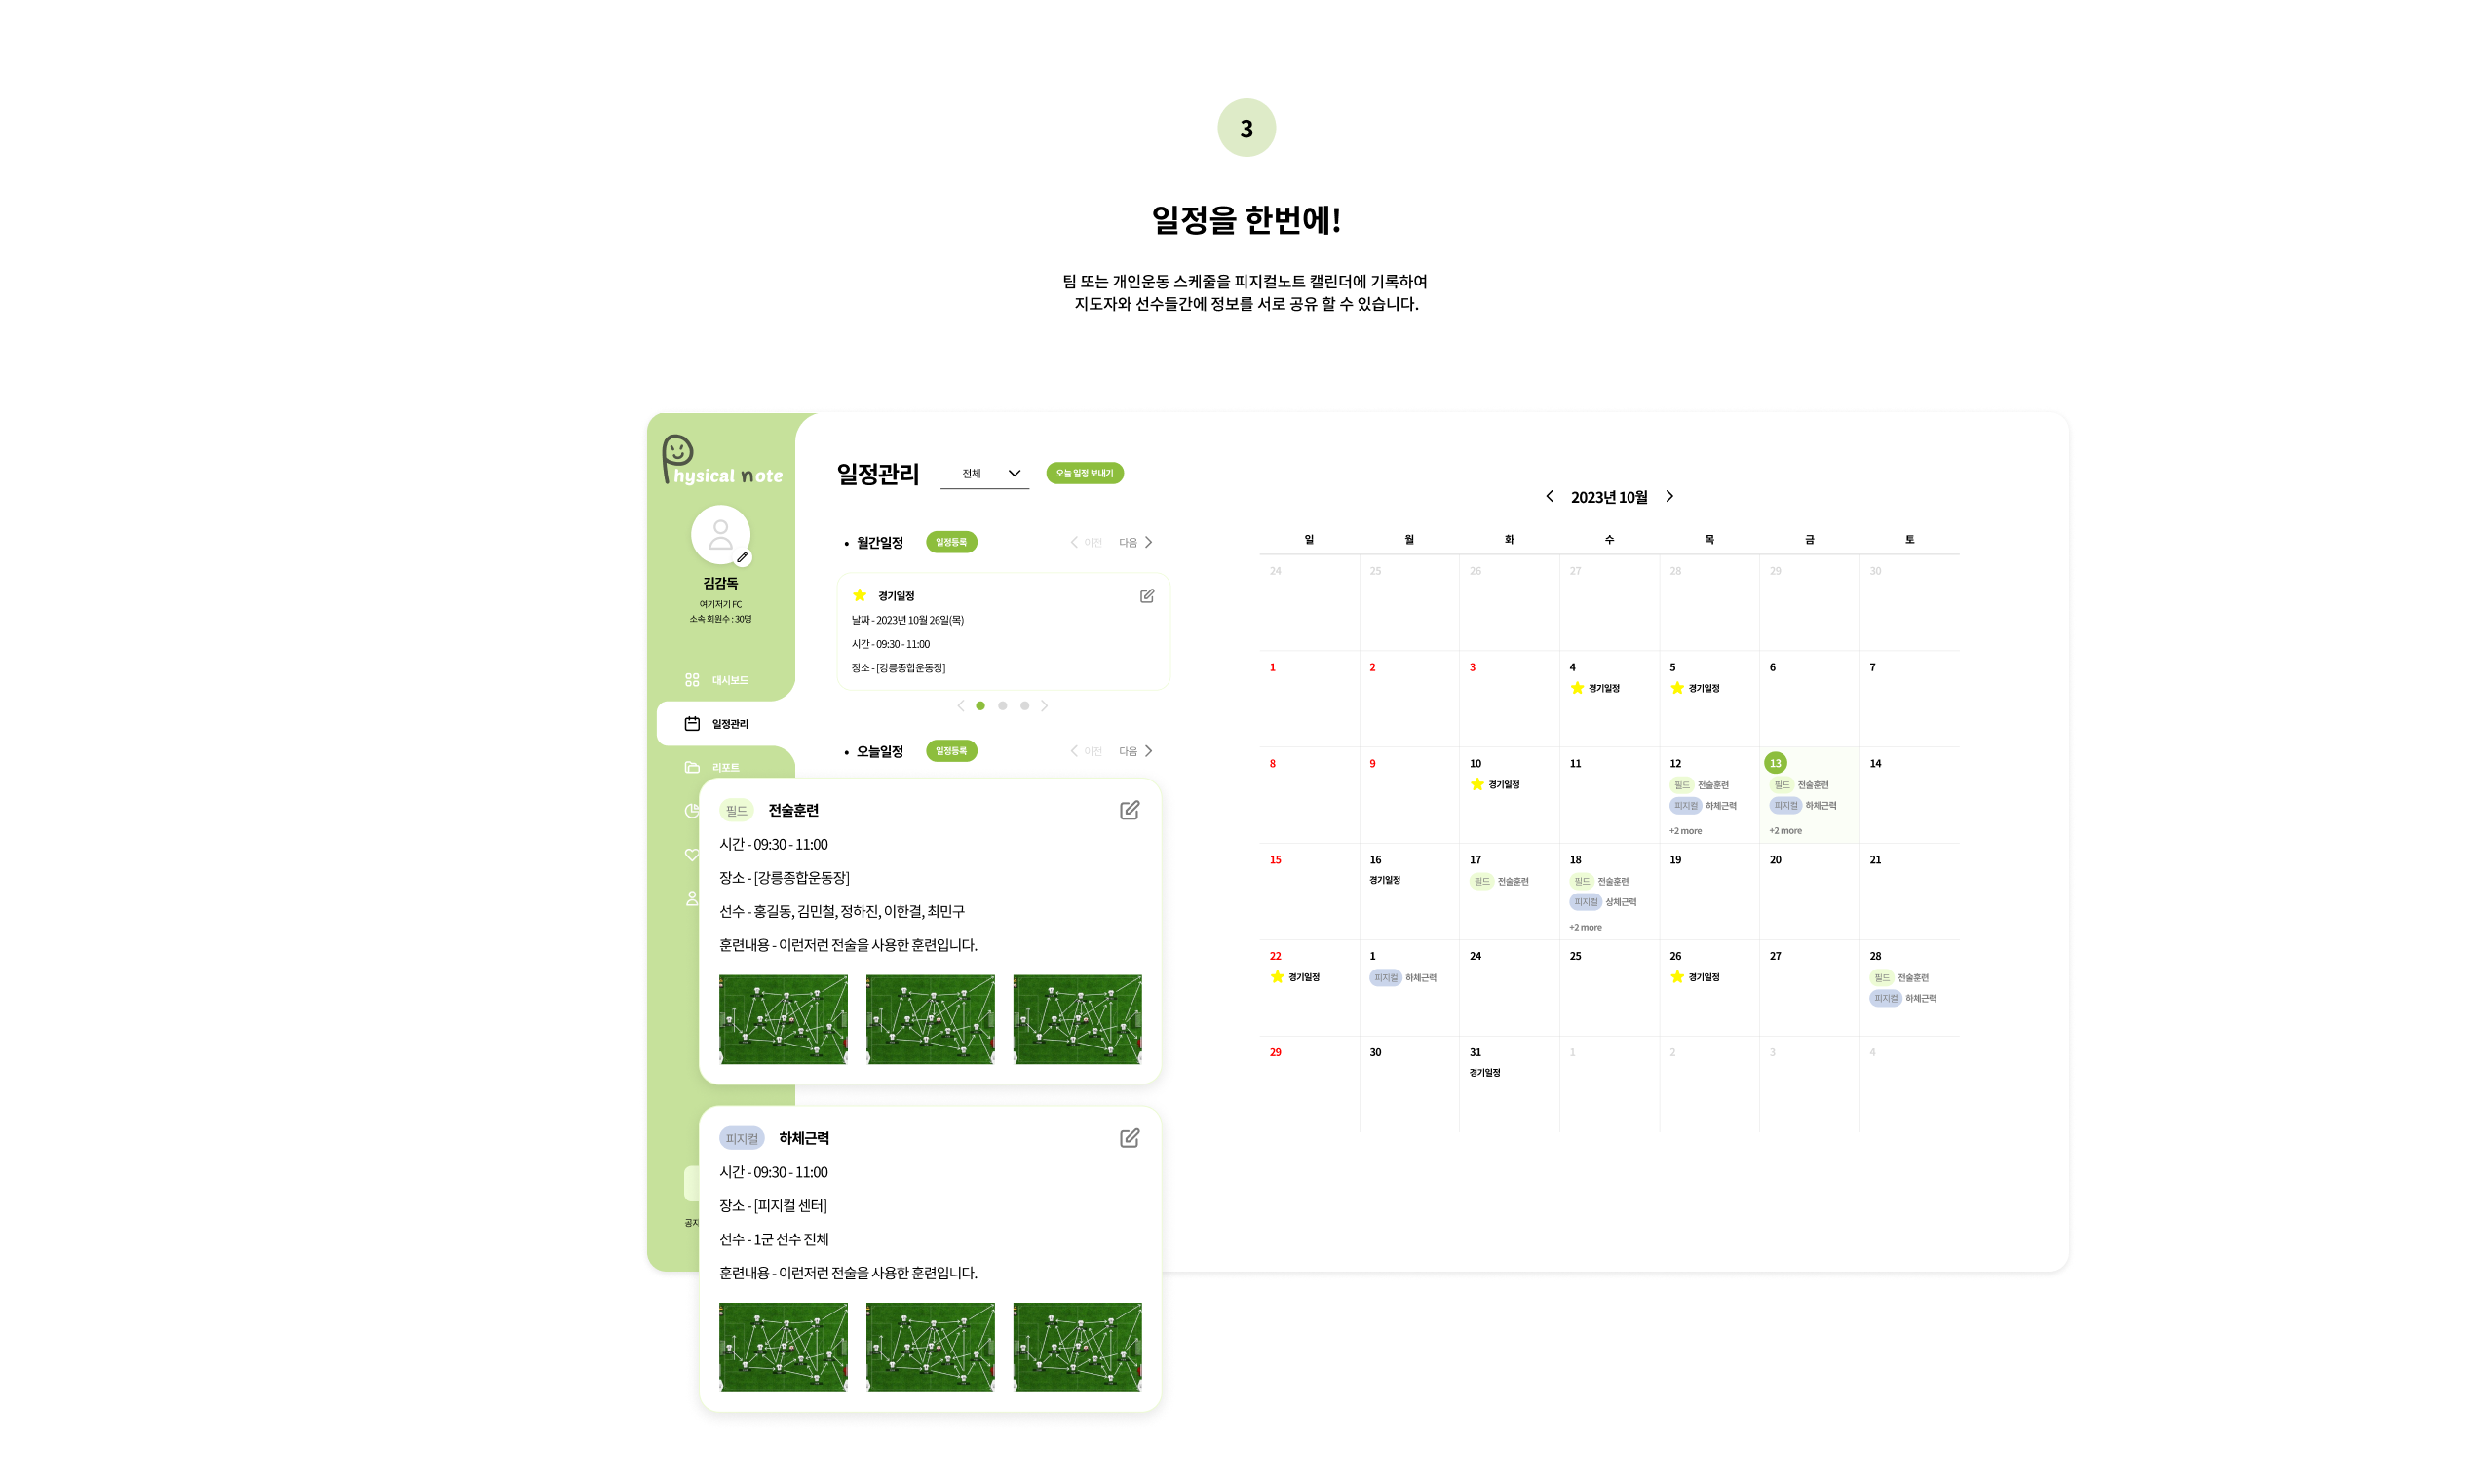 3
일정을 한번에!
팀 또는 개인운동 스케줄을 피지컬노트 캘린더에 기록하여
지도자와 선수들간에 정보를 서로 공유 할 수 있습니다.
Physical note
김감독
여기저기 FC
소속 회원수 : 30명
대시보드
일정관리
리포트
공지
일정관리
전체
오늘 일정 보내기
• 월간일정
일정등록
이전
다음
경기일정
날짜 - 2023년 10월 26일(목)
시간 - 09:30 - 11:00
장소 - [강릉종합운동장]
• 오늘일정
일정등록
이전
다음
필드 전술훈련
시간 - 09:30 - 11:00
장소 - [강릉종합운동장]
선수 - 홍길동, 김민철, 정하진, 이한결, 최민구
훈련내용 - 이런저런 전술을 사용한 훈련입니다.
피지컬 하체근력
시간 - 09:30 - 11:00
장소 - [피지컬 센터]
선수 - 1군 선수 전체
훈련내용 - 이런저런 전술을 사용한 훈련입니다.
2023년 10월
일 월 화 수 목 금 토
24 25 26 27 28 29 30
1 2 3 4 5 6 7
경기일정 경기일정
8 9 10 11 12 13 14
경기일정 필드 전술훈련 필드 전술훈련
피지컬 하체근력 피지컬 하체근력
+2 more +2 more
15 16 17 18 19 20 21
경기일정 필드 전술훈련 필드 전술훈련
피지컬 상체근력
+2 more
22 1 24 25 26 27 28
경기일정 피지컬 하체근력 경기일정 필드 전술훈련
피지컬 하체근력
29 30 31 1 2 3 4
경기일정